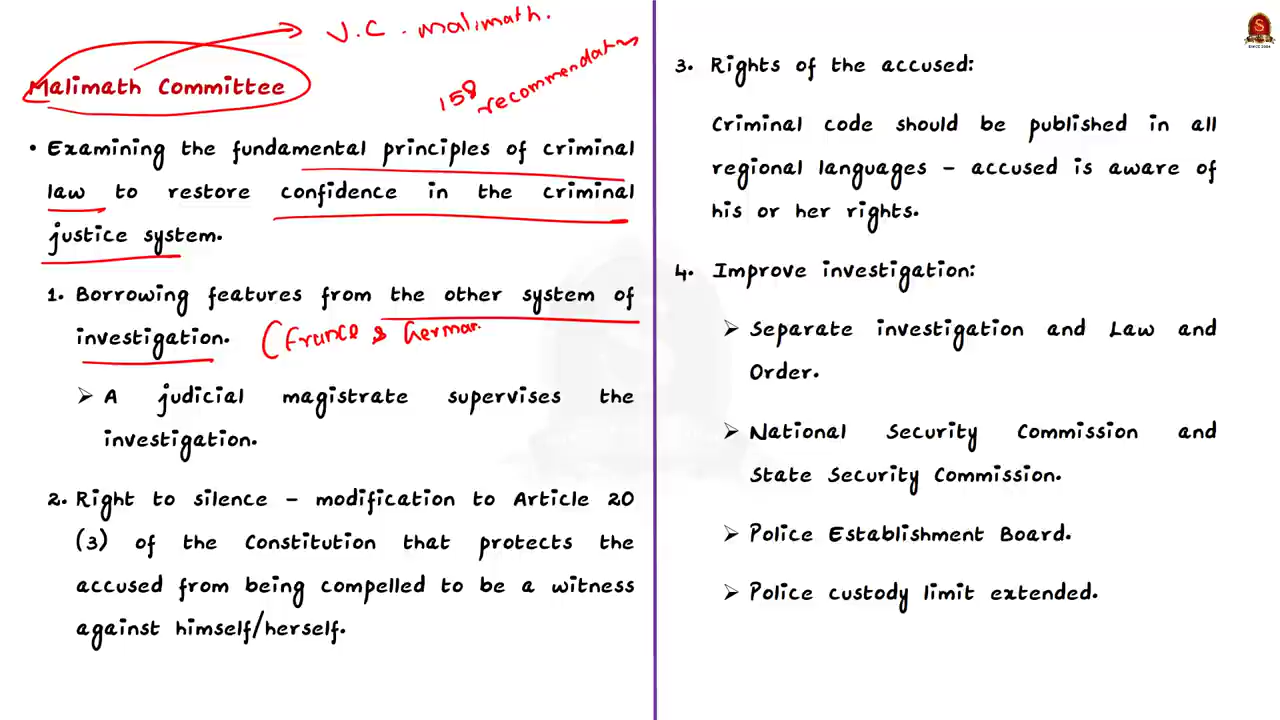 V.C. Malimath.
Malimath Committee
158
recommendations
• Examining the fundamental principles of criminal
law to restore confidence in the criminal
justice system.
1. Borrowing features from the other system of
investigation. (France & German
➢ A judicial magistrate supervises the
investigation.
2. Right to silence – modification to Article 20
(3) of the Constitution that protects the
accused from being compelled to be a witness
against himself/herself.
3. Rights of the accused:
Criminal code should be published in all
regional languages – accused is aware of
his or her rights.
4. Improve investigation:
➢ Separate investigation and Law and
Order.
➢ National Security Commission and
State Security Commission.
➢ Police Establishment Board.
➢ Police custody limit extended.